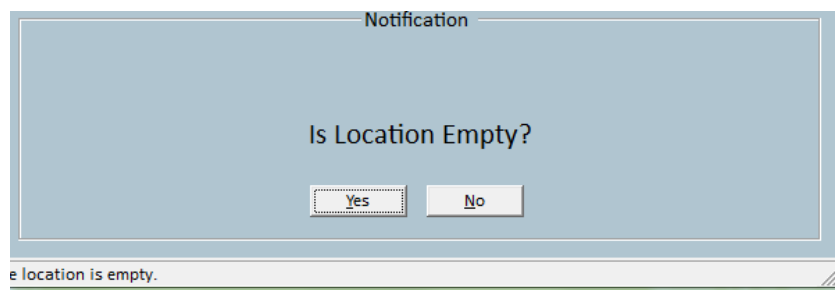 Notification
Is Location Empty?
Yes No
e location is empty.